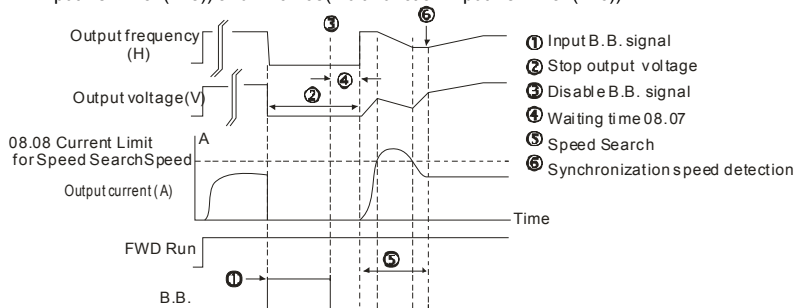 ③
⑥
Output frequency
(H)
① Input B.B. signal
② Stop output voltage
④
②
Output voltage(V)
③ Disable B.B. signal
④ Waiting time 08.07
08.08 Current Limit
A
for Speed SearchSpeed
⑤ Speed Search
⑥ Synchronization speed detection
Output current (A)
Time
FWD Run
⑤
①
B.B.